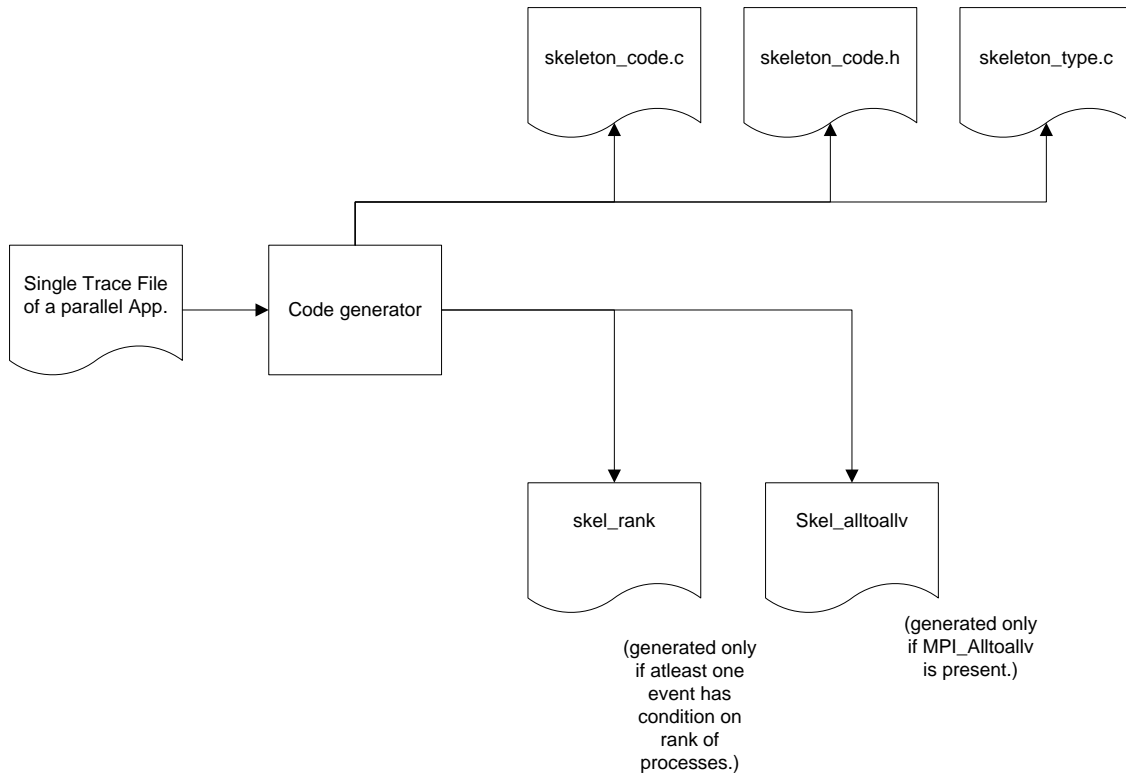 skeleton_code.c
skeleton_code.h
skeleton_type.c
Single Trace File
of a parallel App.
Code generator
skel_rank
Skel_alltoallv
(generated only
if atleast one
event has
condition on
rank of
processes.)
(generated only
if MPI_Alltoallv
is present.)